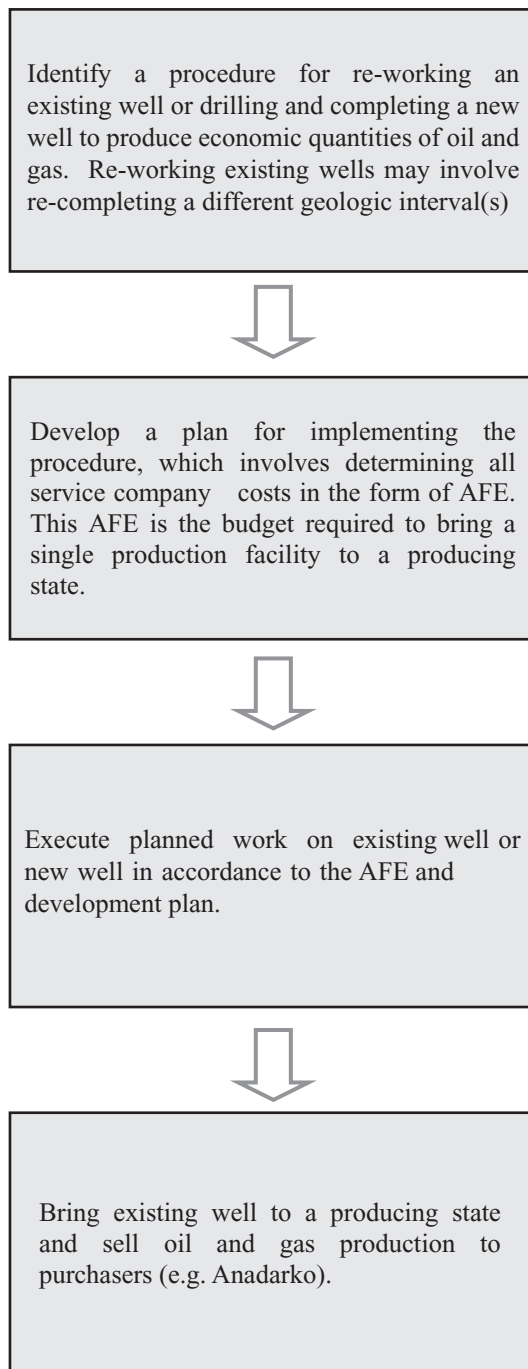 Identify a procedure for re-working an
existing well or drilling and completing a new
well to produce economic quantities of oil and
gas. Re-working existing wells may involve
re-completing a different geologic interval(s)
Develop a plan for implementing the
procedure, which involves determining all
service company costs in the form of AFE.
This AFE is the budget required to bring a
single production facility to a producing
state.
Execute planned work on existing well or
new well in accordance to the AFE and
development plan.
Bring existing well to a producing state
and sell oil and gas production to
purchasers (e.g. Anadarko).